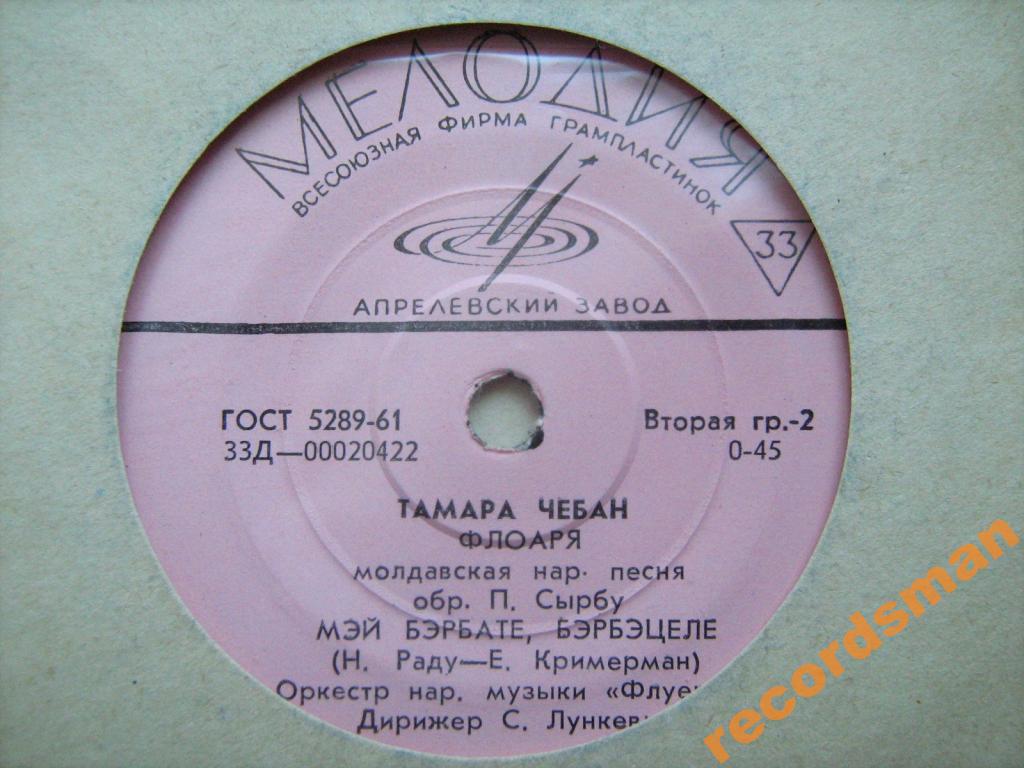 МЕЛОДИЯ
ВСЕСОЮЗНАЯ ФИРМА ГРАМПЛАСТИНОК
33
АПРЕЛЕВСКИЙ ЗАВОД
ГОСТ 5289-61 Вторая гр.-2
33Д—00020422 0-45
ТАМАРА ЧЕБАН
ФЛОАРЯ
молдавская нар. песня
обр. П. Сырбу
МЭЙ БЭРБАТЕ, БЭРБЭЦЕЛЕ
(Н. Раду—Е. Кримерман)
Оркестр нар. музыки
Дирижер С.
recordsman